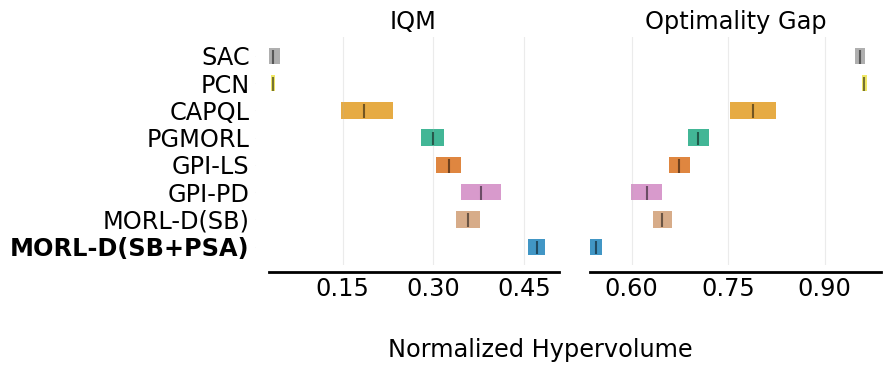 IQM
Optimality Gap
SAC
PCN
CAPQL
PGMORL
GPI-LS
GPI-PD
MORL-D(SB)
MORL-D(SB+PSA)
0.15 0.30 0.45
0.60 0.75 0.90
Normalized Hypervolume